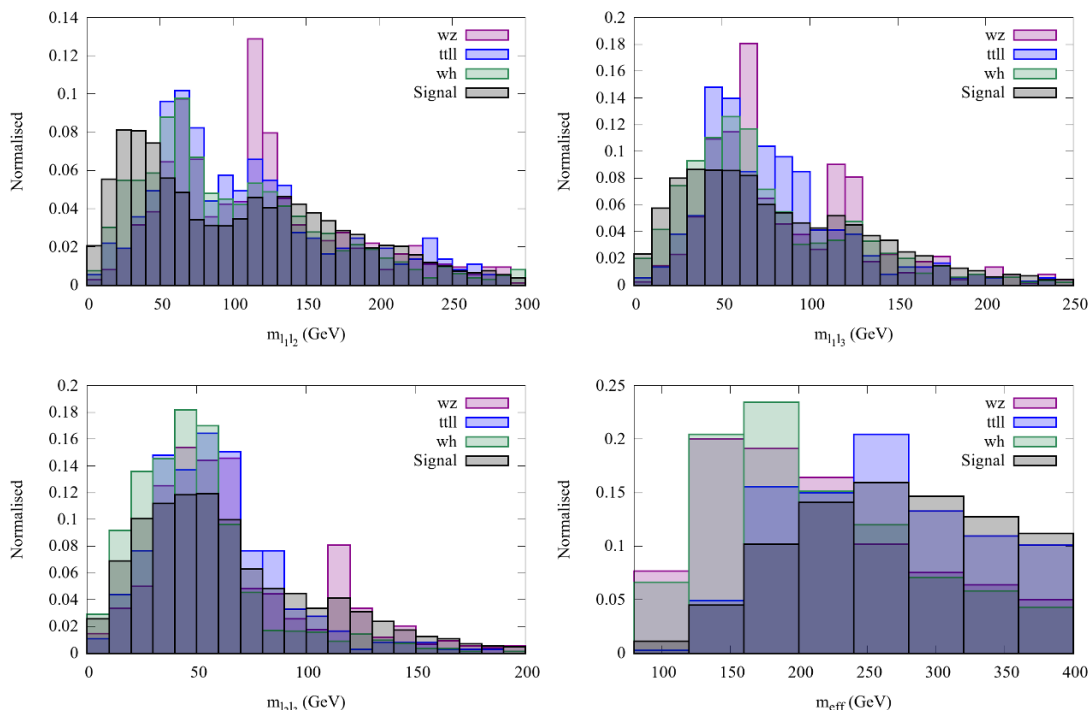 0.14
0.12
0.1
0.08
0.06
0.04
0.02
0
Normalised
wz
ttll
wh
Signal
0 50 100 150 200 250 300
m_{l_1l_2} (GeV)
0.2
0.18
0.16
0.14
0.12
0.1
0.08
0.06
0.04
0.02
0
Normalised
wz
ttll
wh
Signal
0 50 100 150 200 250
m_{l_1l_3} (GeV)
0.2
0.18
0.16
0.14
0.12
0.1
0.08
0.06
0.04
0.02
0
Normalised
wz
ttll
wh
Signal
0 50 100 150 200
(GeV)
0.25
0.2
0.15
0.1
0.05
0
Normalised
wz
ttll
wh
Signal
100 150 200 250 300 350 400
m_{eff} (GeV)